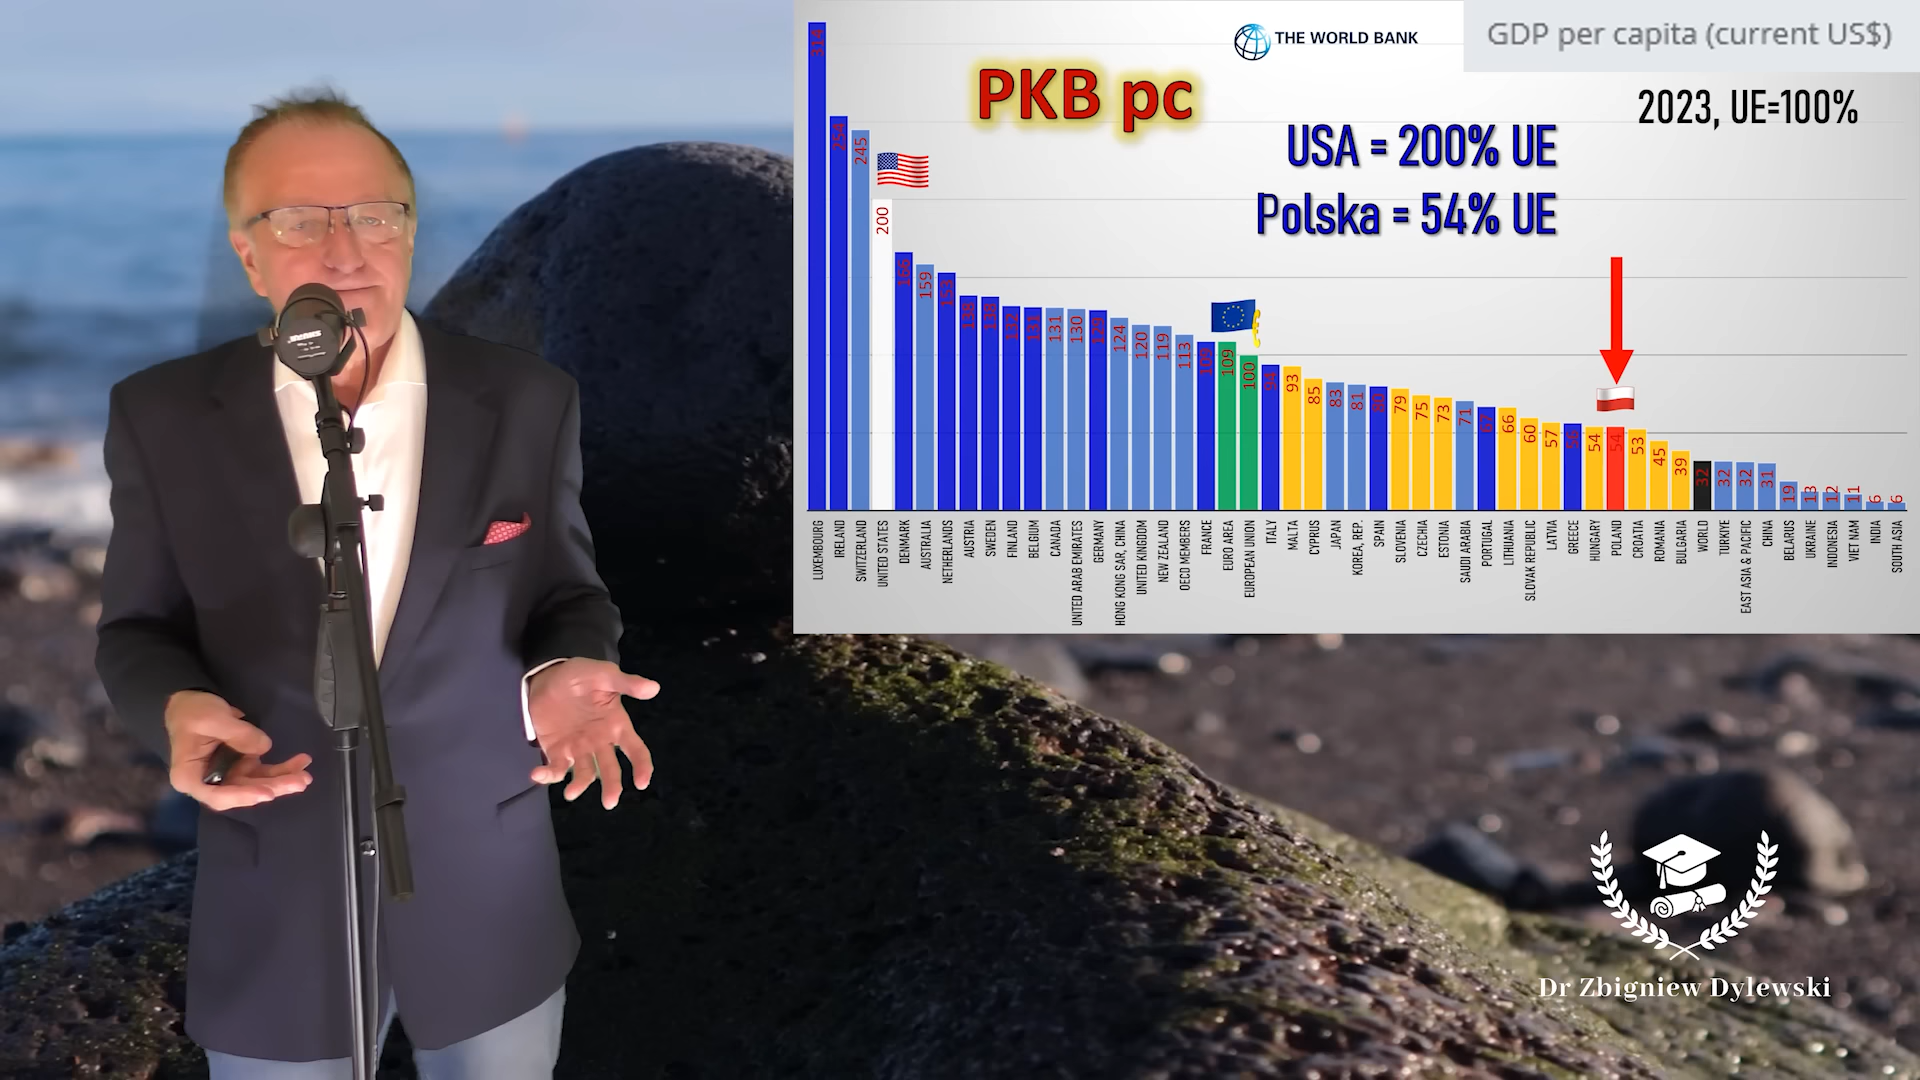 THE WORLD BANK
GDP per capita (current US$)
PKB pc
2023, UE=100%
USA = 200% UE
Polska = 54% UE
314
254
245
200
166
159
153
138
138
132
131
131
130
129
124
120
119
113
109
109
100
94
93
85
83
81
80
79
75
73
71
67
66
60
57
56
54
54
53
45
39
32
32
32
31
19
13
12
11
6
6
LUXEMBOURG
IRELAND
SWITZERLAND
UNITED STATES
DENMARK
AUSTRALIA
NETHERLANDS
AUSTRIA
SWEDEN
FINLAND
BELGIUM
CANADA
UNITED ARAB EMIRATES
GERMANY
HONG KONG SAR, CHINA
UNITED KINGDOM
NEW ZEALAND
OECD MEMBERS
FRANCE
EURO AREA
EUROPEAN UNION
ITALY
MALTA
CYPRUS
JAPAN
KOREA, REP.
SPAIN
SLOVENIA
CZECHIA
ESTONIA
SAUDI ARABIA
PORTUGAL
LITHUANIA
SLOVAK REPUBLIC
LATVIA
GREECE
HUNGARY
POLAND
CROATIA
ROMANIA
BULGARIA
WORLD
TURKIYE
EAST ASIA & PACIFIC
CHINA
BELARUS
UKRAINE
INDONESIA
VIET NAM
INDIA
SOUTH ASIA
Dr Zbigniew Dylewski